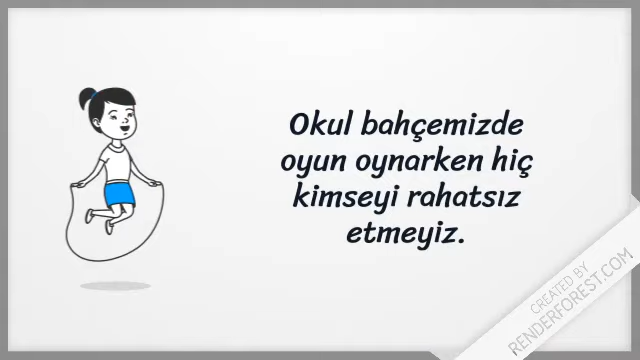 Okul bahçemizde
oyun oynarken hiç
kimseyi rahatsız
etmeyiz.
CREATED BY
RENDERFOREST.COM